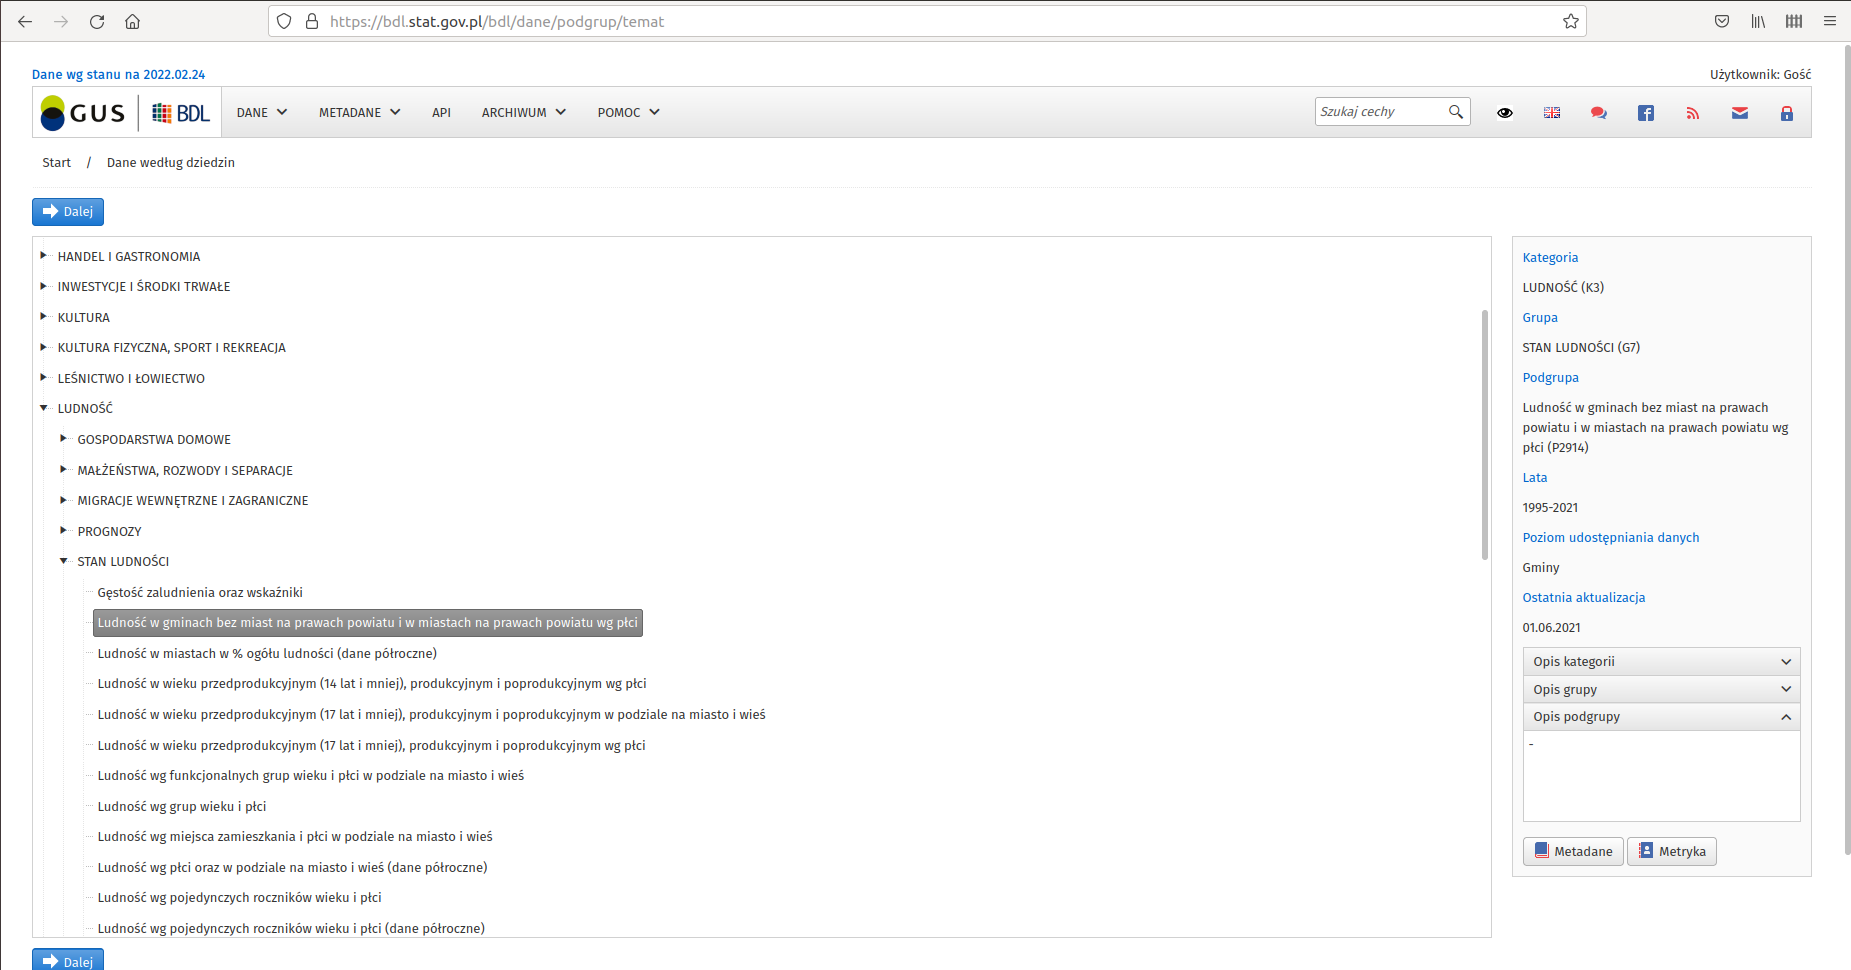 https://bdl.stat.gov.pl/bdl/dane/podgrup/temat
Dane wg stanu na 2022.02.24
Użytkownik: Gość
GUS BDL DANE METADANE API ARCHIWUM POMOC Szukaj cechy
Start / Dane według dziedzin
Dalej
HANDEL I GASTRONOMIA
INWESTYCJE I ŚRODKI TRWAŁE
KULTURA
KULTURA FIZYCZNA, SPORT I REKREACJA
LEŚNICTWO I ŁOWIECTWO
LUDNOŚĆ
GOSPODARSTWA DOMOWE
MAŁŻEŃSTWA, ROZWODY I SEPARACJE
MIGRACJE WEWNĘTRZNE I ZAGRANICZNE
PROGNOZY
STAN LUDNOŚCI
Gęstość zaludnienia oraz wskaźniki
Ludność w gminach bez miast na prawach powiatu i w miastach na prawach powiatu wg płci
Ludność w miastach w % ogółu ludności (dane półroczne)
Ludność w wieku przedprodukcyjnym (14 lat i mniej), produkcyjnym i poprodukcyjnym wg płci
Ludność w wieku przedprodukcyjnym (17 lat i mniej), produkcyjnym i poprodukcyjnym w podziale na miasto i wieś
Ludność w wieku przedprodukcyjnym (17 lat i mniej), produkcyjnym i poprodukcyjnym wg płci
Ludność wg funkcjonalnych grup wieku i płci w podziale na miasto i wieś
Ludność wg grup wieku i płci
Ludność wg miejsca zamieszkania i płci w podziale na miasto i wieś
Ludność wg płci oraz w podziale na miasto i wieś (dane półroczne)
Ludność wg pojedynczych roczników wieku i płci
Ludność wg pojedynczych roczników wieku i płci (dane półroczne)
Dalej
Kategoria
LUDNOŚĆ (K3)
Grupa
STAN LUDNOŚCI (G7)
Podgrupa
Ludność w gminach bez miast na prawach
powiatu i w miastach na prawach powiatu wg
płci (P2914)
Lata
1995-2021
Poziom udostępniania danych
Gminy
Ostatnia aktualizacja
01.06.2021
Opis kategorii
Opis grupy
Opis podgrupy
-
Metadane Metryka